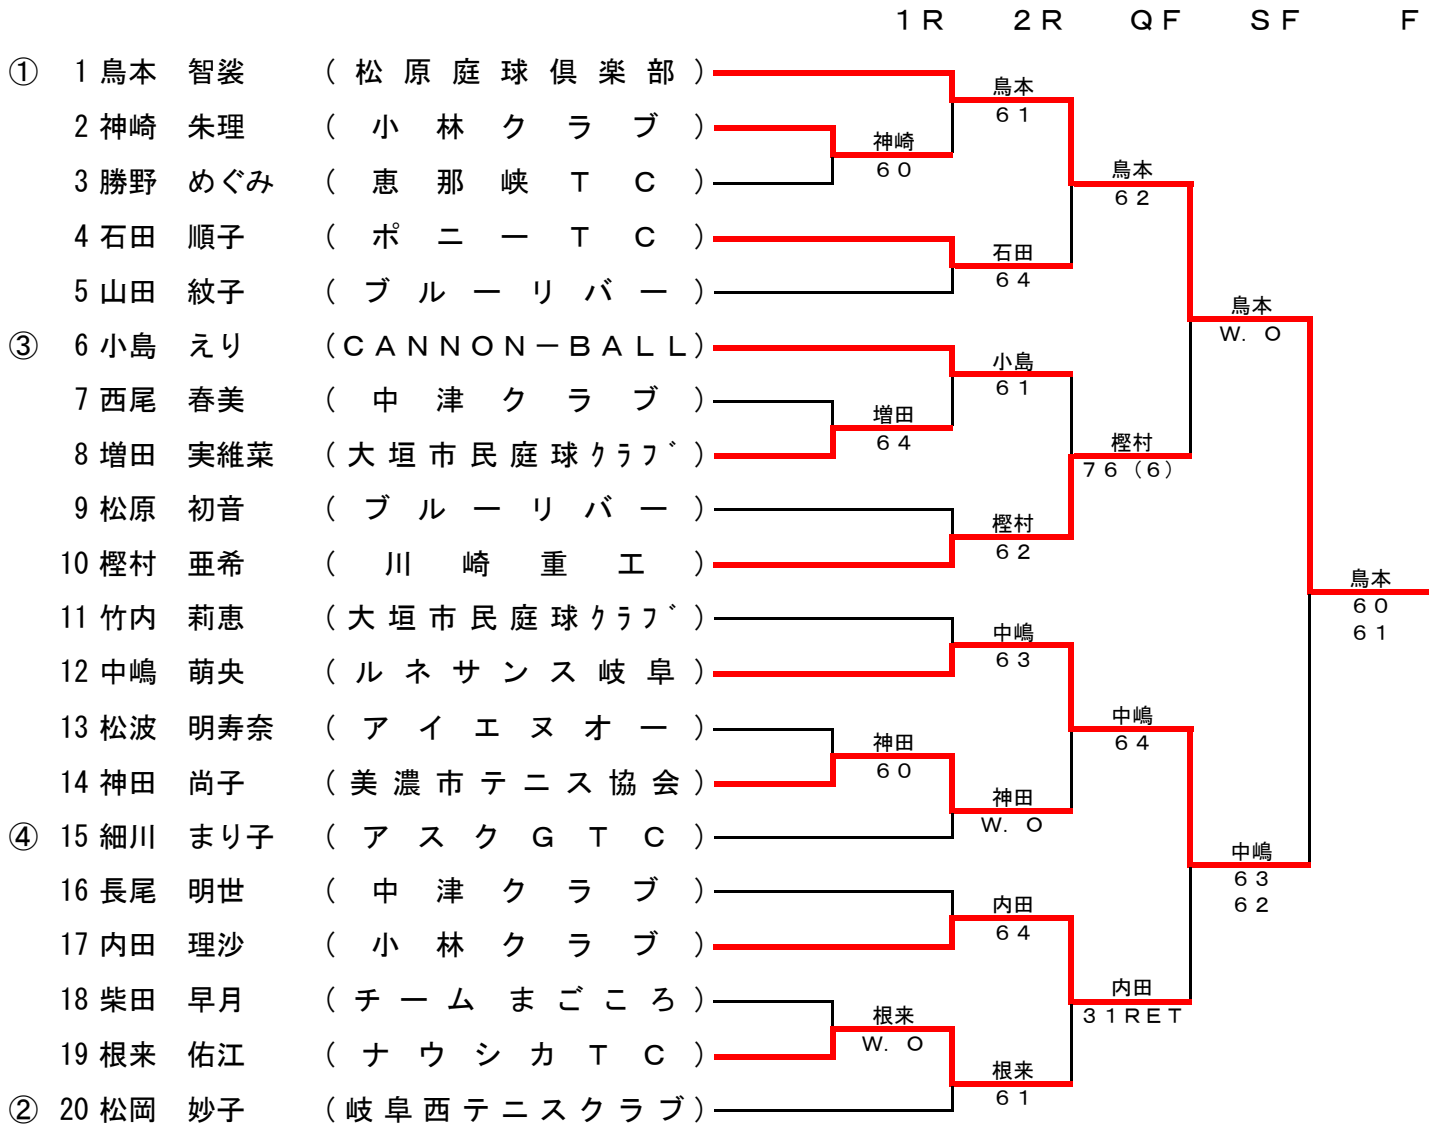 1R 2R QF SF F
① 1 鳥本 智裟 (松原庭球倶楽部)
鳥本
61
2 神崎 朱理 (小林クラブ)
神崎
60
3 勝野 めぐみ (恵那峡TC)
鳥本
62
4 石田 順子 (ポニーTC)
石田
64
5 山田 紋子 (ブルーリバー)
鳥本
W.O
③ 6 小島 えり (CANNON-BALL)
小島
61
7 西尾 春美 (中津クラブ)
増田
64
8 増田 実維菜 (大垣市民庭球クラブ)
樫村
76(6)
9 松原 初音 (ブルーリバー)
樫村
62
10 樫村 亜希 (川崎重工)
鳥本
60
61
11 竹内 莉恵 (大垣市民庭球クラブ)
中嶋
63
12 中嶋 萌央 (ルネサンス岐阜)
13 松波 明寿奈 (アイエヌオー)
中嶋
64
神田
60
14 神田 尚子 (美濃市テニス協会)
神田
W.O
④ 15 細川 まり子 (アスクGTC)
中嶋
63
62
16 長尾 明世 (中津クラブ)
内田
64
17 内田 理沙 (小林クラブ)
18 柴田 早月 (チームまごころ)
内田
31RET
根来
W.O
19 根来 佑江 (ナウシカTC)
根来
61
② 20 松岡 妙子 (岐阜西テニスクラブ)